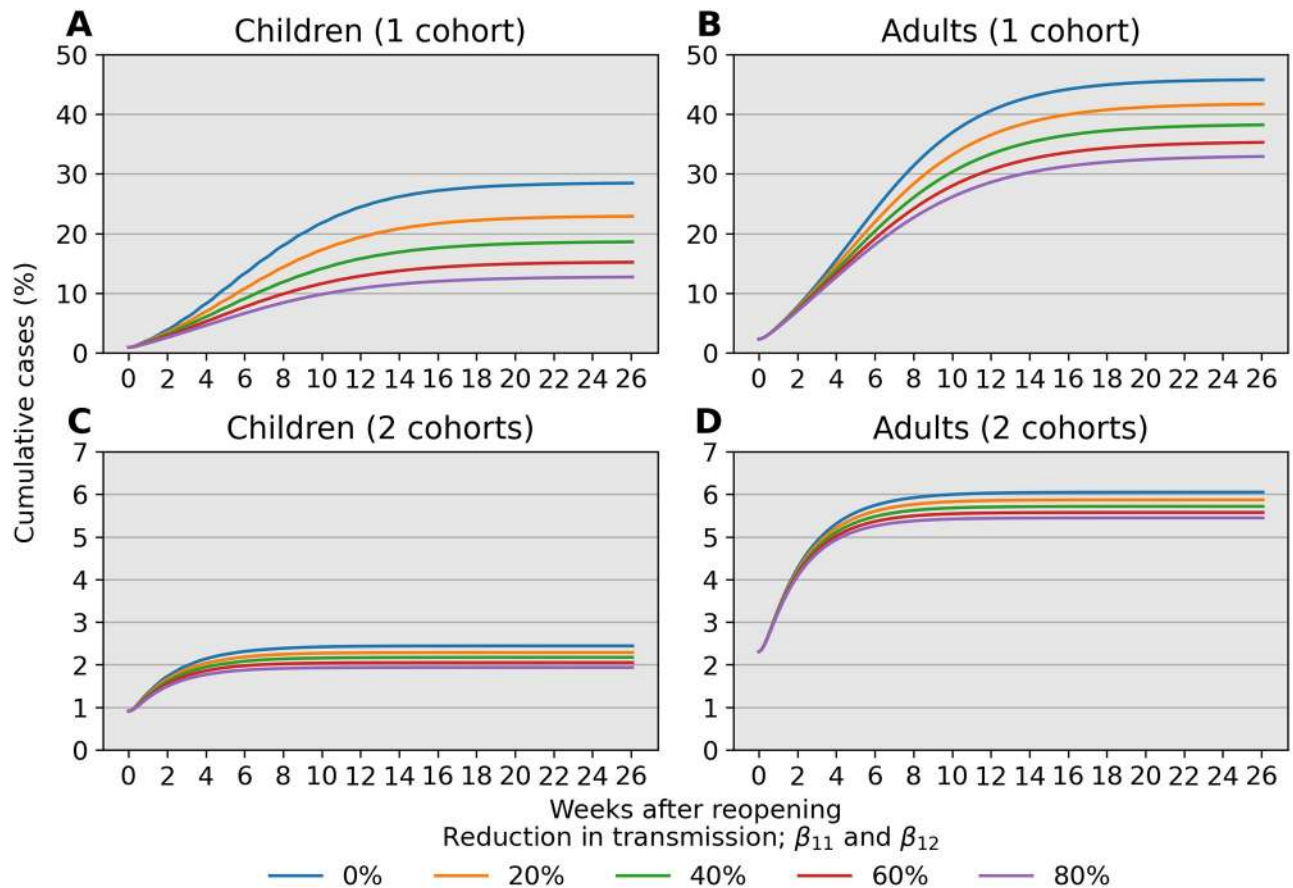 A Children (1 cohort)
B Adults (1 cohort)
50
40
30
20
10
0
0 2 4 6 8 10 12 14 16 18 20 22 24 26
50
40
30
20
10
0
0 2 4 6 8 10 12 14 16 18 20 22 24 26
Cumulative cases (%)
C Children (2 cohorts)
D Adults (2 cohorts)
7
6
5
4
3
2
1
0
0 2 4 6 8 10 12 14 16 18 20 22 24 26
7
6
5
4
3
2
1
0
0 2 4 6 8 10 12 14 16 18 20 22 24 26
Weeks after reopening
Reduction in transmission; β₁₁ and β₁₂
0% 20% 40% 60% 80%